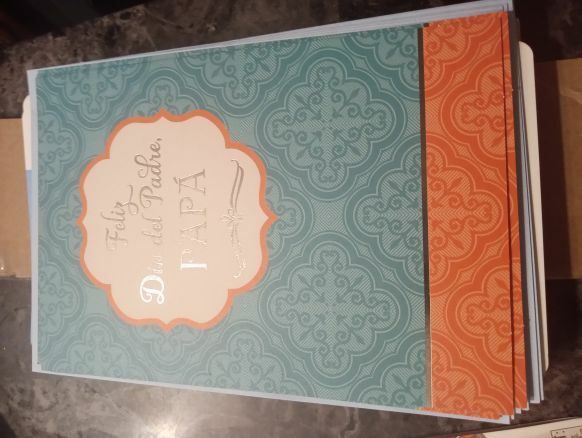 Feliz
Día del Padre,
PAPÁ